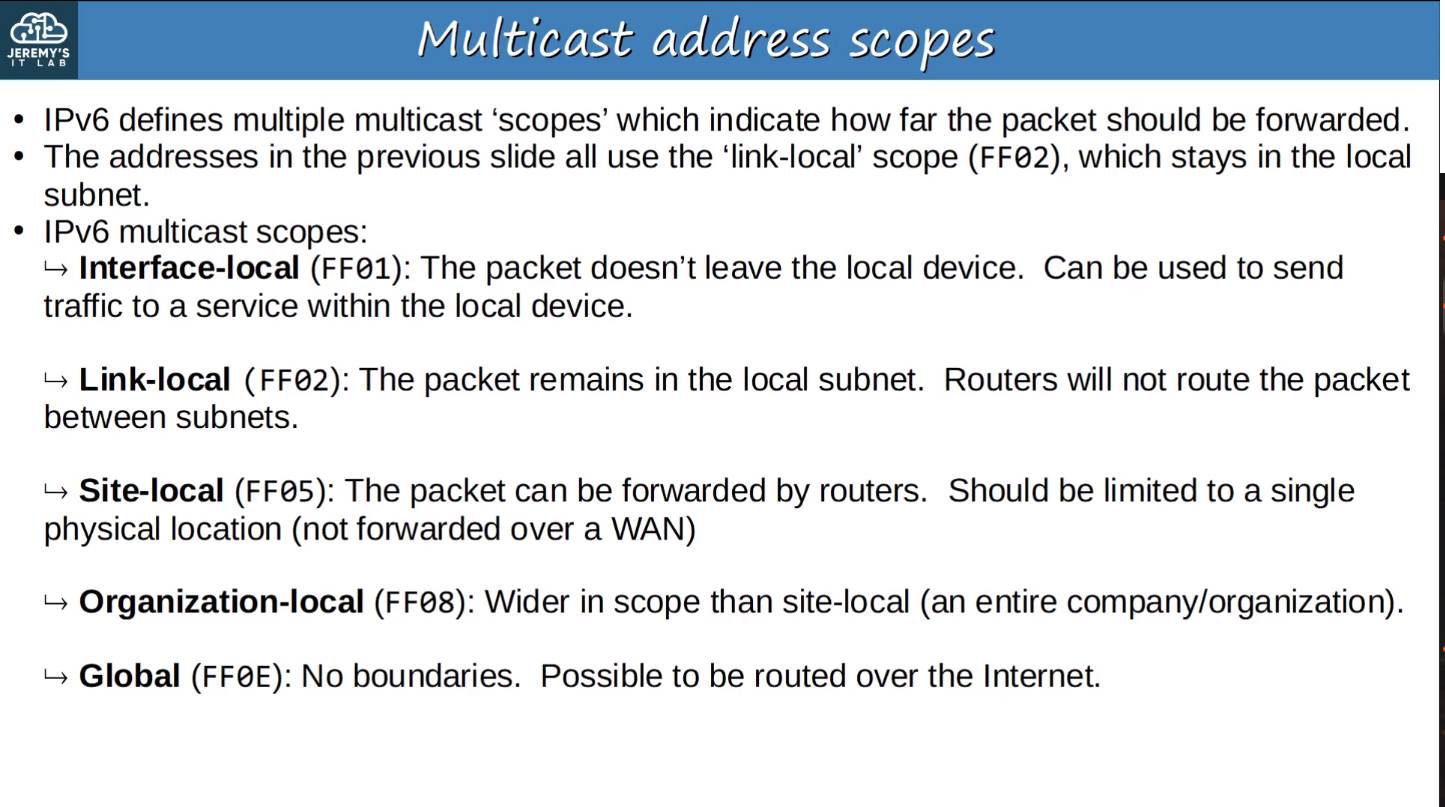 JEREMY'S
IT LAB
Multicast address scopes
• IPv6 defines multiple multicast ‘scopes’ which indicate how far the packet should be forwarded.
• The addresses in the previous slide all use the ‘link-local’ scope (FF02), which stays in the local
subnet.
• IPv6 multicast scopes:
↪ Interface-local (FF01): The packet doesn’t leave the local device.  Can be used to send
traffic to a service within the local device.
↪ Link-local (FF02): The packet remains in the local subnet.  Routers will not route the packet
between subnets.
↪ Site-local (FF05): The packet can be forwarded by routers.  Should be limited to a single
physical location (not forwarded over a WAN)
↪ Organization-local (FF08): Wider in scope than site-local (an entire company/organization).
↪ Global (FF0E): No boundaries.  Possible to be routed over the Internet.